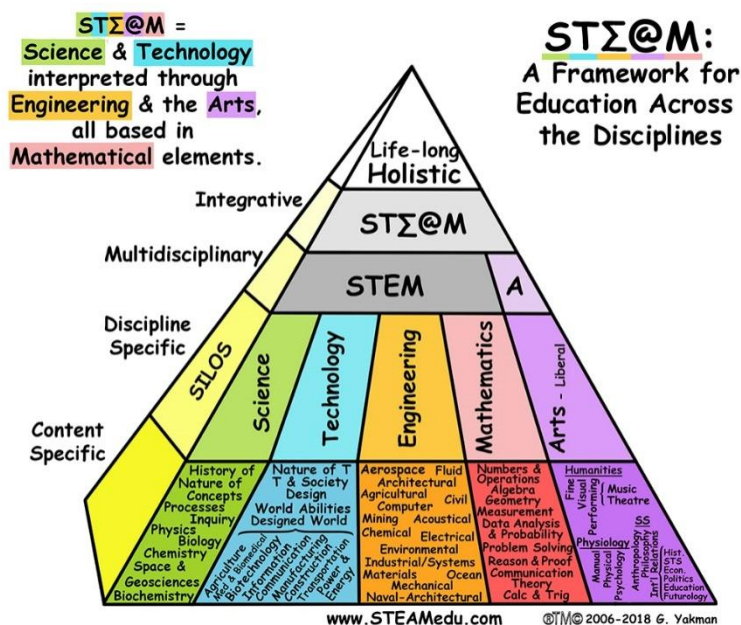 STΣ@M =
Science & Technology
interpreted through
Engineering & the Arts,
all based in
Mathematical elements.
STΣ@M:
A Framework for
Education Across
the Disciplines
Life-long
Holistic
Integrative
STΣ@M
Multidisciplinary
STEM
A
Discipline
Specific
SILOS
Science
Technology
Engineering
Mathematics
Arts - Liberal
Content
Specific
History of
Nature of
Concepts
Processes
Inquiry
Physics
Biology
Chemistry
Space &
Geosciences
Biochemistry
Nature of T
T & Society
Design
World Abilities
Designed World
Agriculture
Med & Biomedical
Biotechnology
Information
Communication
Manufacturing
Construction
Transportation
Power &
Energy
Aerospace Fluid
Architectural
Agricultural Civil
Computer
Mining Acoustical
Chemical Electrical
Environmental
Industrial/Systems
Materials Ocean
Mechanical
Naval-Architectural
Numbers &
Operations
Algebra
Geometry
Measurement
Data Analysis
& Probability
Problem Solving
Reason & Proof
Communication
Theory
Calc & Trig
Humanities
Fine
Visual
Performing
Music
Theatre
Physiology
Manual
Physical
Psychology
SS
Anthropology
Philosophy
Int'l Relations
Hist.
STS
Econ.
Politics
Education
Futurology
www.STEAMedu.com
®TM© 2006-2018 G. Yakman